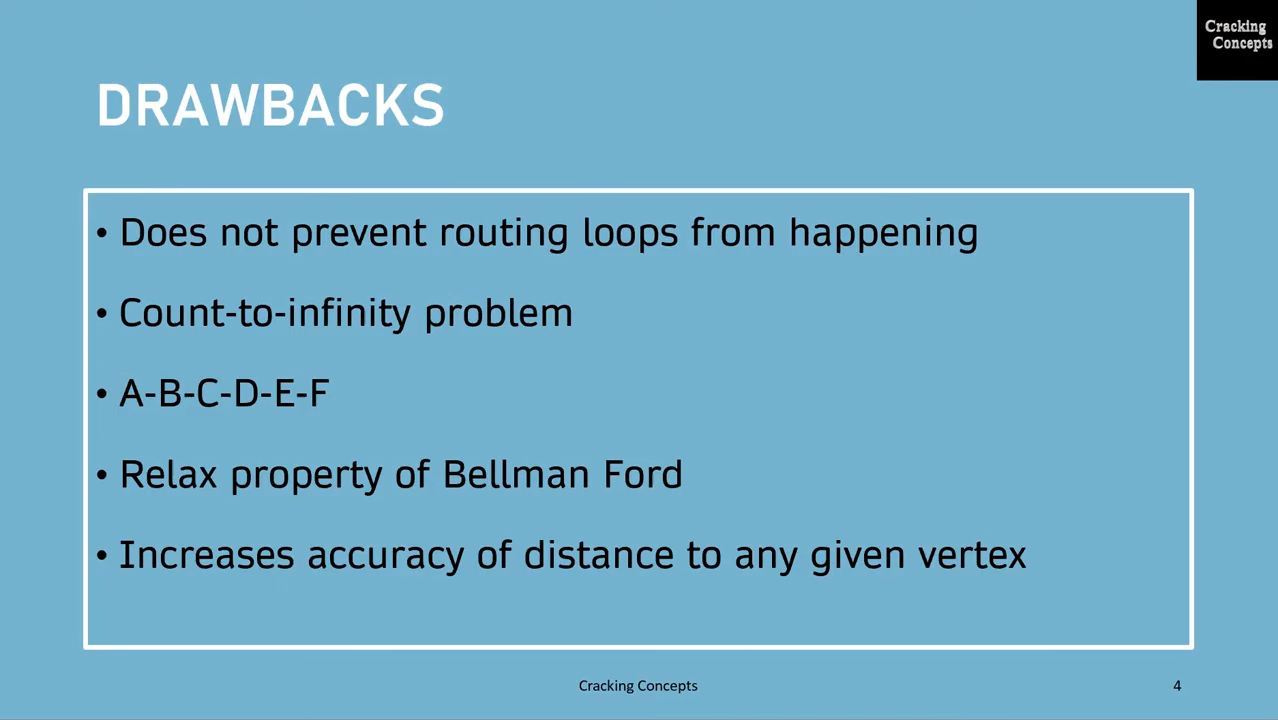 Cracking
Concepts
DRAWBACKS
• Does not prevent routing loops from happening
• Count-to-infinity problem
• A-B-C-D-E-F
• Relax property of Bellman Ford
• Increases accuracy of distance to any given vertex
Cracking Concepts
4